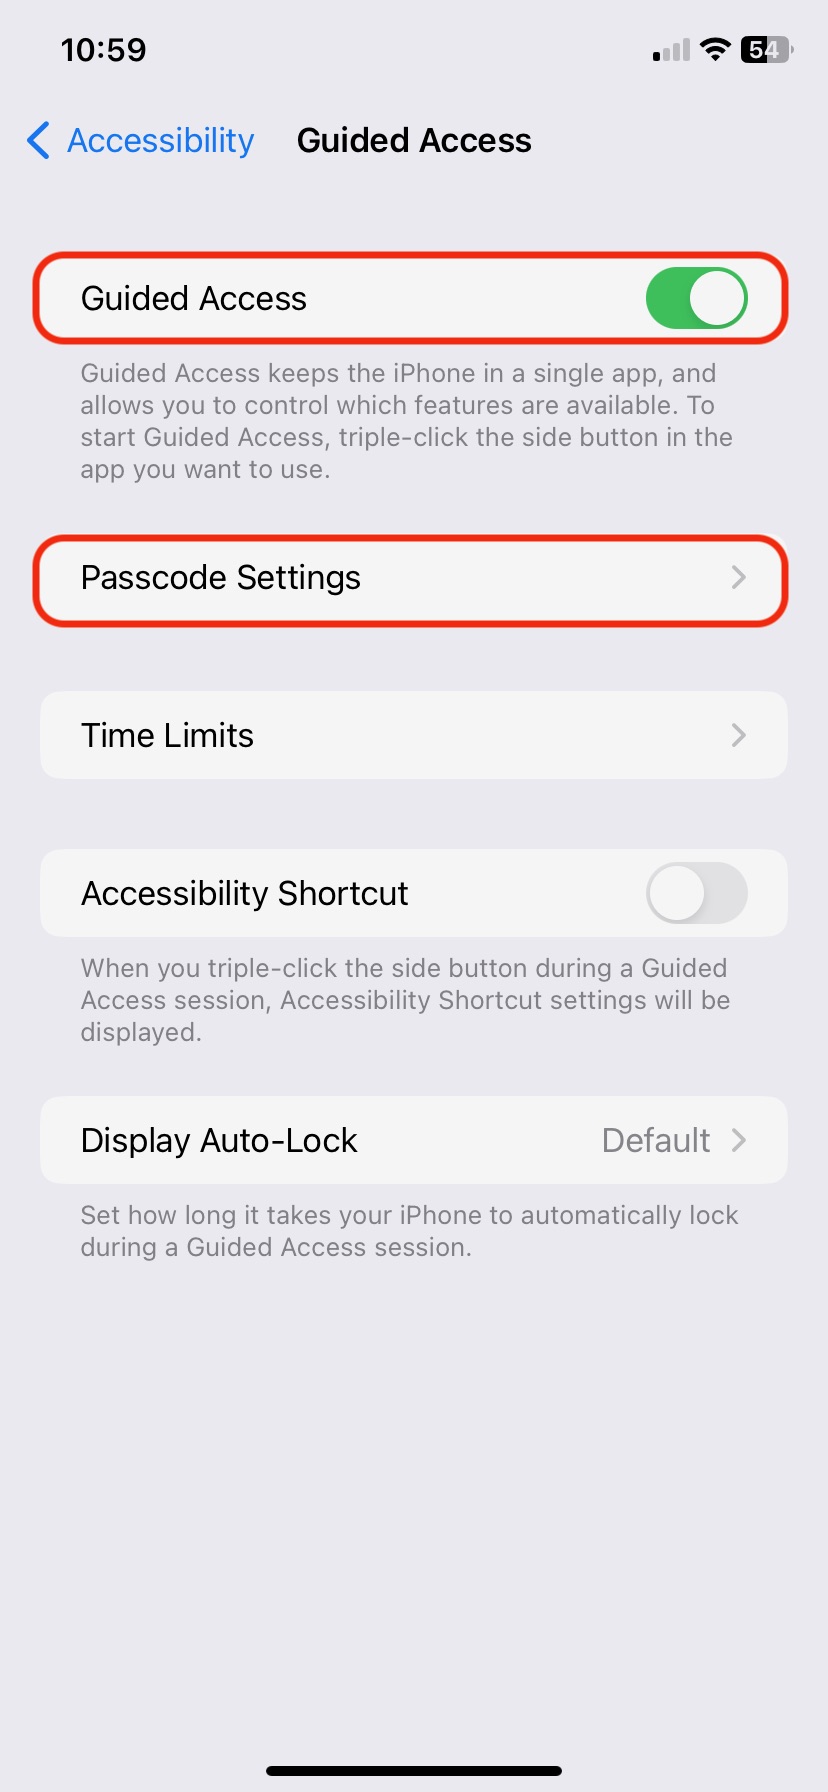 10:59 54
Accessibility Guided Access
Guided Access
Guided Access keeps the iPhone in a single app, and
allows you to control which features are available. To
start Guided Access, triple-click the side button in the
app you want to use.
Passcode Settings
Time Limits
Accessibility Shortcut
When you triple-click the side button during a Guided
Access session, Accessibility Shortcut settings will be
displayed.
Display Auto-Lock Default
Set how long it takes your iPhone to automatically lock
during a Guided Access session.